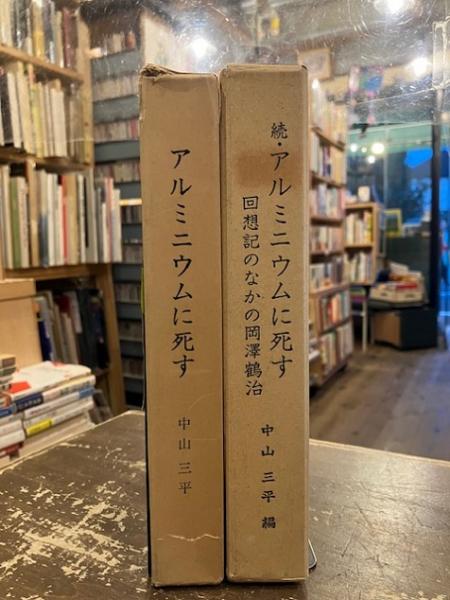 アルミニウムに死す
中山三平
続・アルミニウムに死す
回想記のなかの岡澤鶴治
中山三平編